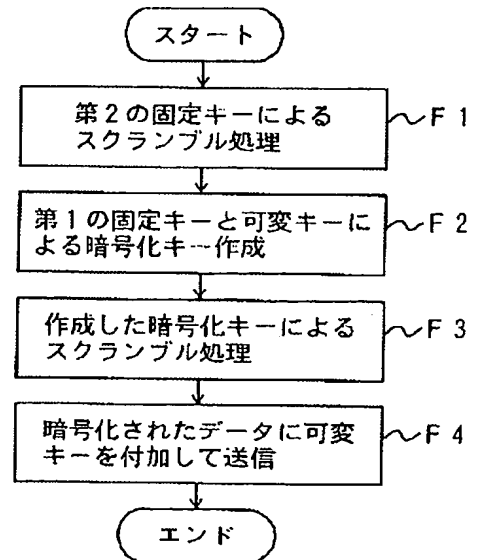 スタート
第2の固定キーによる
スクランブル処理
F1
第1の固定キーと可変キーに
よる暗号化キー作成
F2
作成した暗号化キーによる
スクランブル処理
F3
暗号化されたデータに可変
キーを付加して送信
F4
エンド